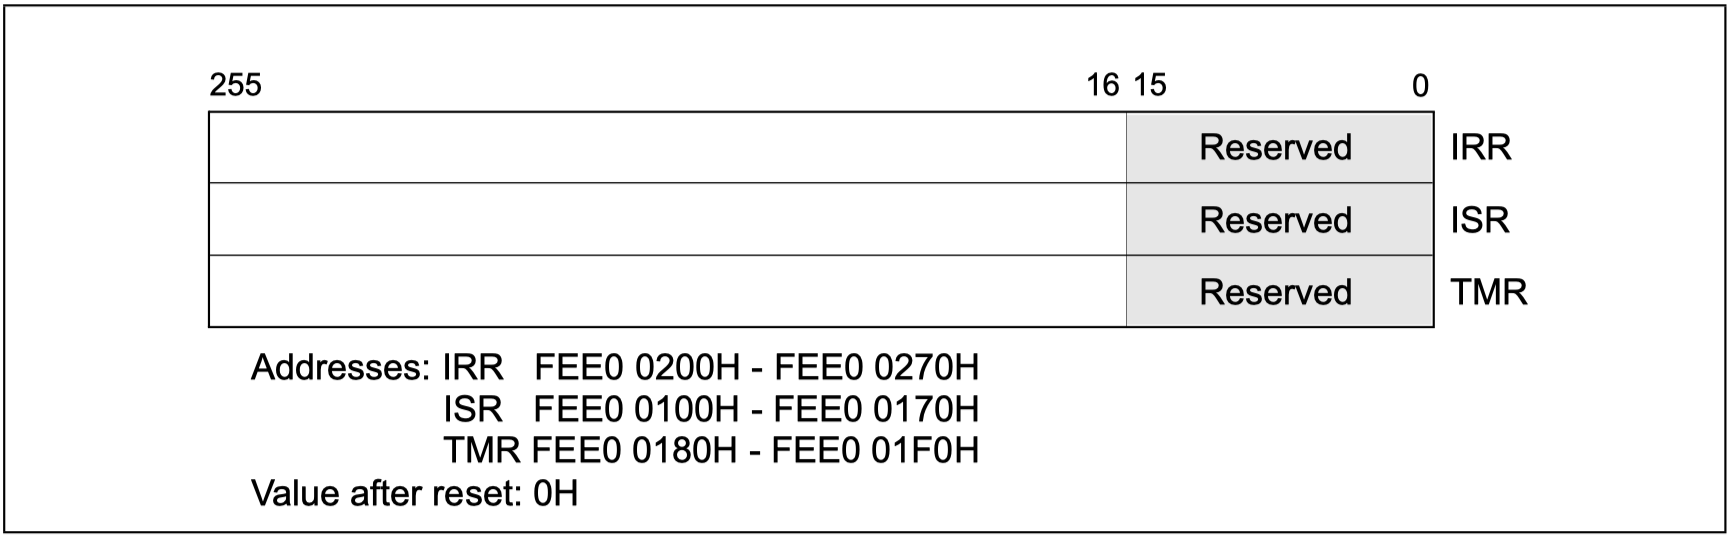 255 16 15 0
Reserved IRR
Reserved ISR
Reserved TMR
Addresses: IRR FEE0 0200H - FEE0 0270H
ISR FEE0 0100H - FEE0 0170H
TMR FEE0 0180H - FEE0 01F0H
Value after reset: 0H